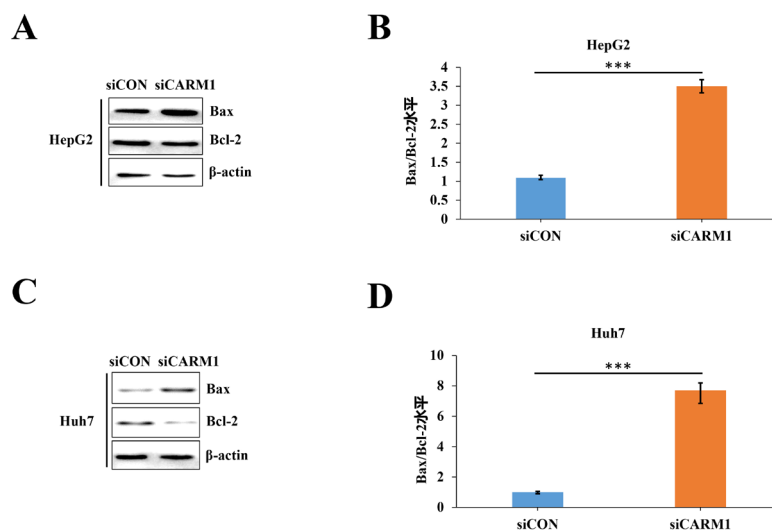 A
siCON siCARM1
HepG2
Bax
Bcl-2
β-actin
B
HepG2
***
Bax/Bcl-2水平
4
3.5
3
2.5
2
1.5
1
0.5
0
siCON siCARM1
C
siCON siCARM1
Huh7
Bax
Bcl-2
β-actin
D
Huh7
***
Bax/Bcl-2水平
10
8
6
4
2
0
siCON siCARM1